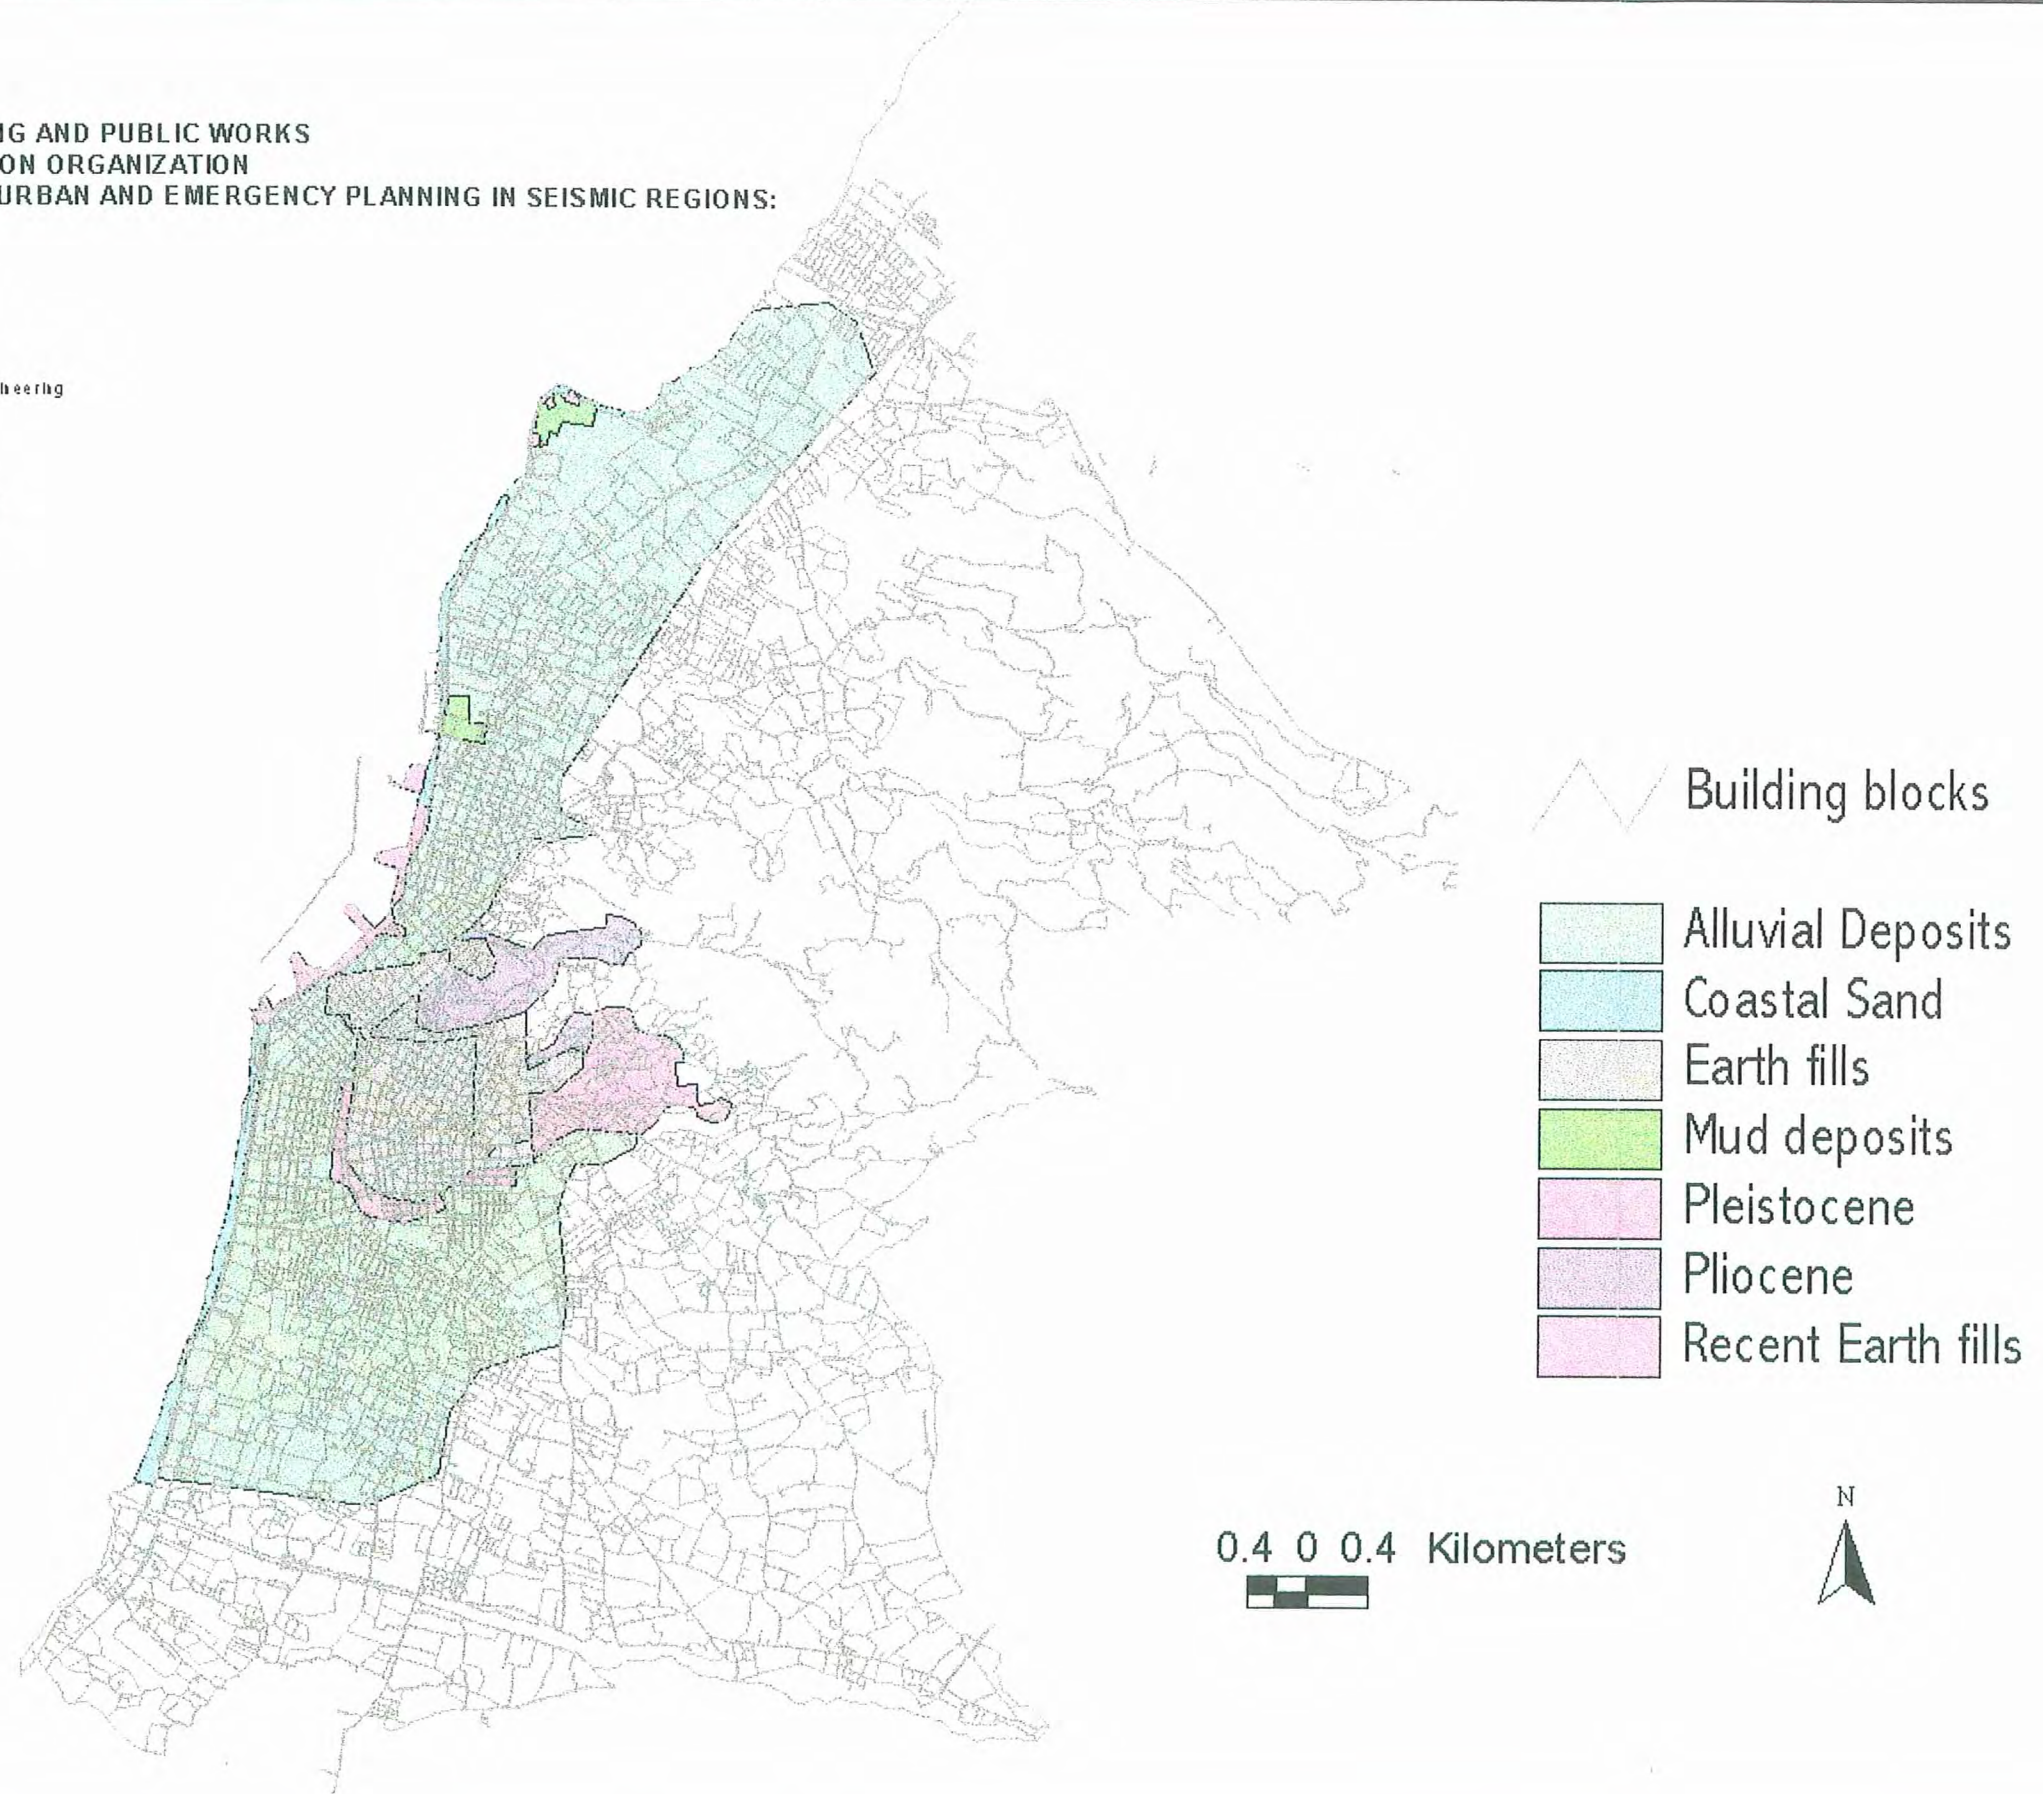 IG AND PUBLIC WORKS
ON ORGANIZATION
URBAN AND EMERGENCY PLANNING IN SEISMIC REGIONS:
Building blocks
Alluvial Deposits
Coastal Sand
Earth fills
Mud deposits
Pleistocene
Pliocene
Recent Earth fills
N
0.4 0 0.4 Kilometers